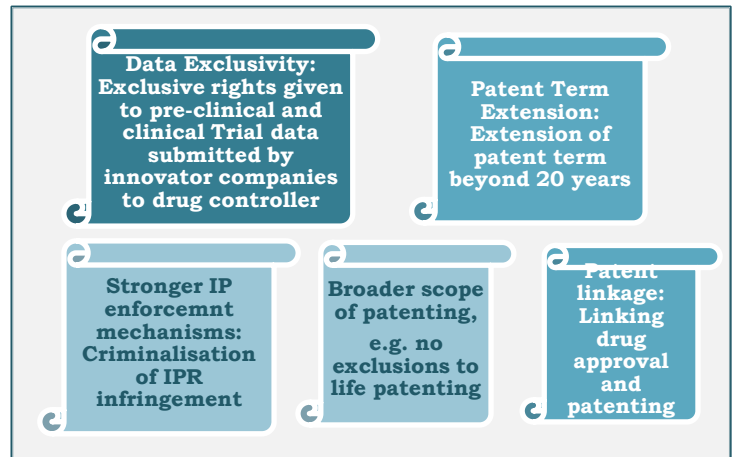 Data Exclusivity:
Exclusive rights given
to pre-clinical and
clinical Trial data
submitted by
innovator companies
to drug controller
Patent Term
Extension:
Extension of
patent term
beyond 20 years
Stronger IP
enforcemnt
mechanisms:
Criminalisation
of IPR
infringement
Broader scope
of patenting,
e.g. no
exclusions to
life patenting
Patent
linkage:
Linking
drug
approval
and
patenting